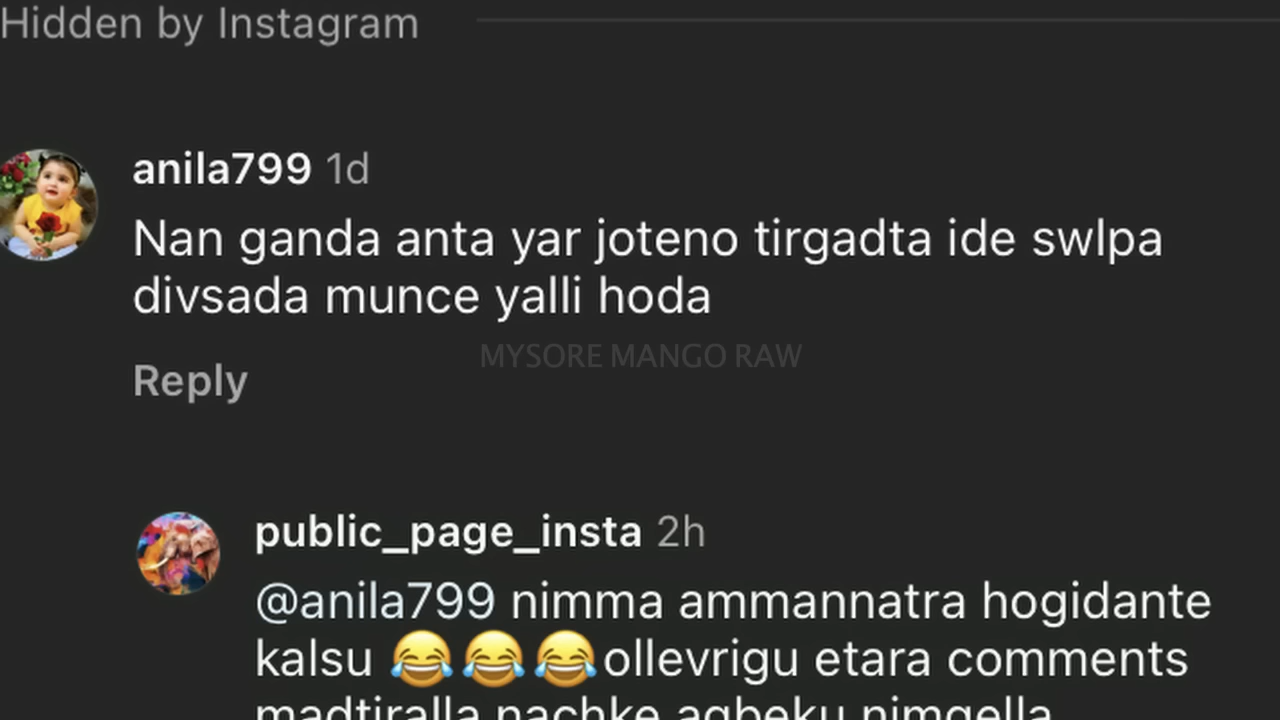 Hidden by Instagram
anila799 1d
Nan ganda anta yar joteno tirgadta ide swlpa
divsada munce yalli hoda
MYSORE MANGO RAW
Reply
public_page_insta 2h
@anila799 nimma ammannatra hogidante
kalsu 😂😂😂ollevrigu etara comments
madtiralla nachke agbeku nimgella